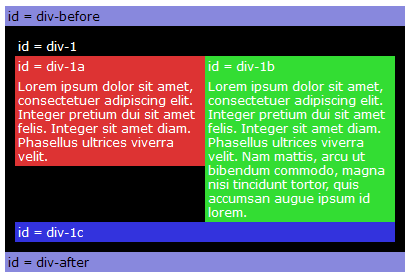 id = div-before
id = div-1
id = div-1a
Lorem ipsum dolor sit amet,
consectetuer adipiscing elit.
Integer pretium dui sit amet
felis. Integer sit amet diam.
Phasellus ultrices viverra
velit.
id = div-1b
Lorem ipsum dolor sit amet,
consectetuer adipiscing elit.
Integer pretium dui sit amet
felis. Integer sit amet diam.
Phasellus ultrices viverra
velit. Nam mattis, arcu ut
bibendum commodo, magna
nisi tincidunt tortor, quis
accumsan augue ipsum id
lorem.
id = div-1c
id = div-after